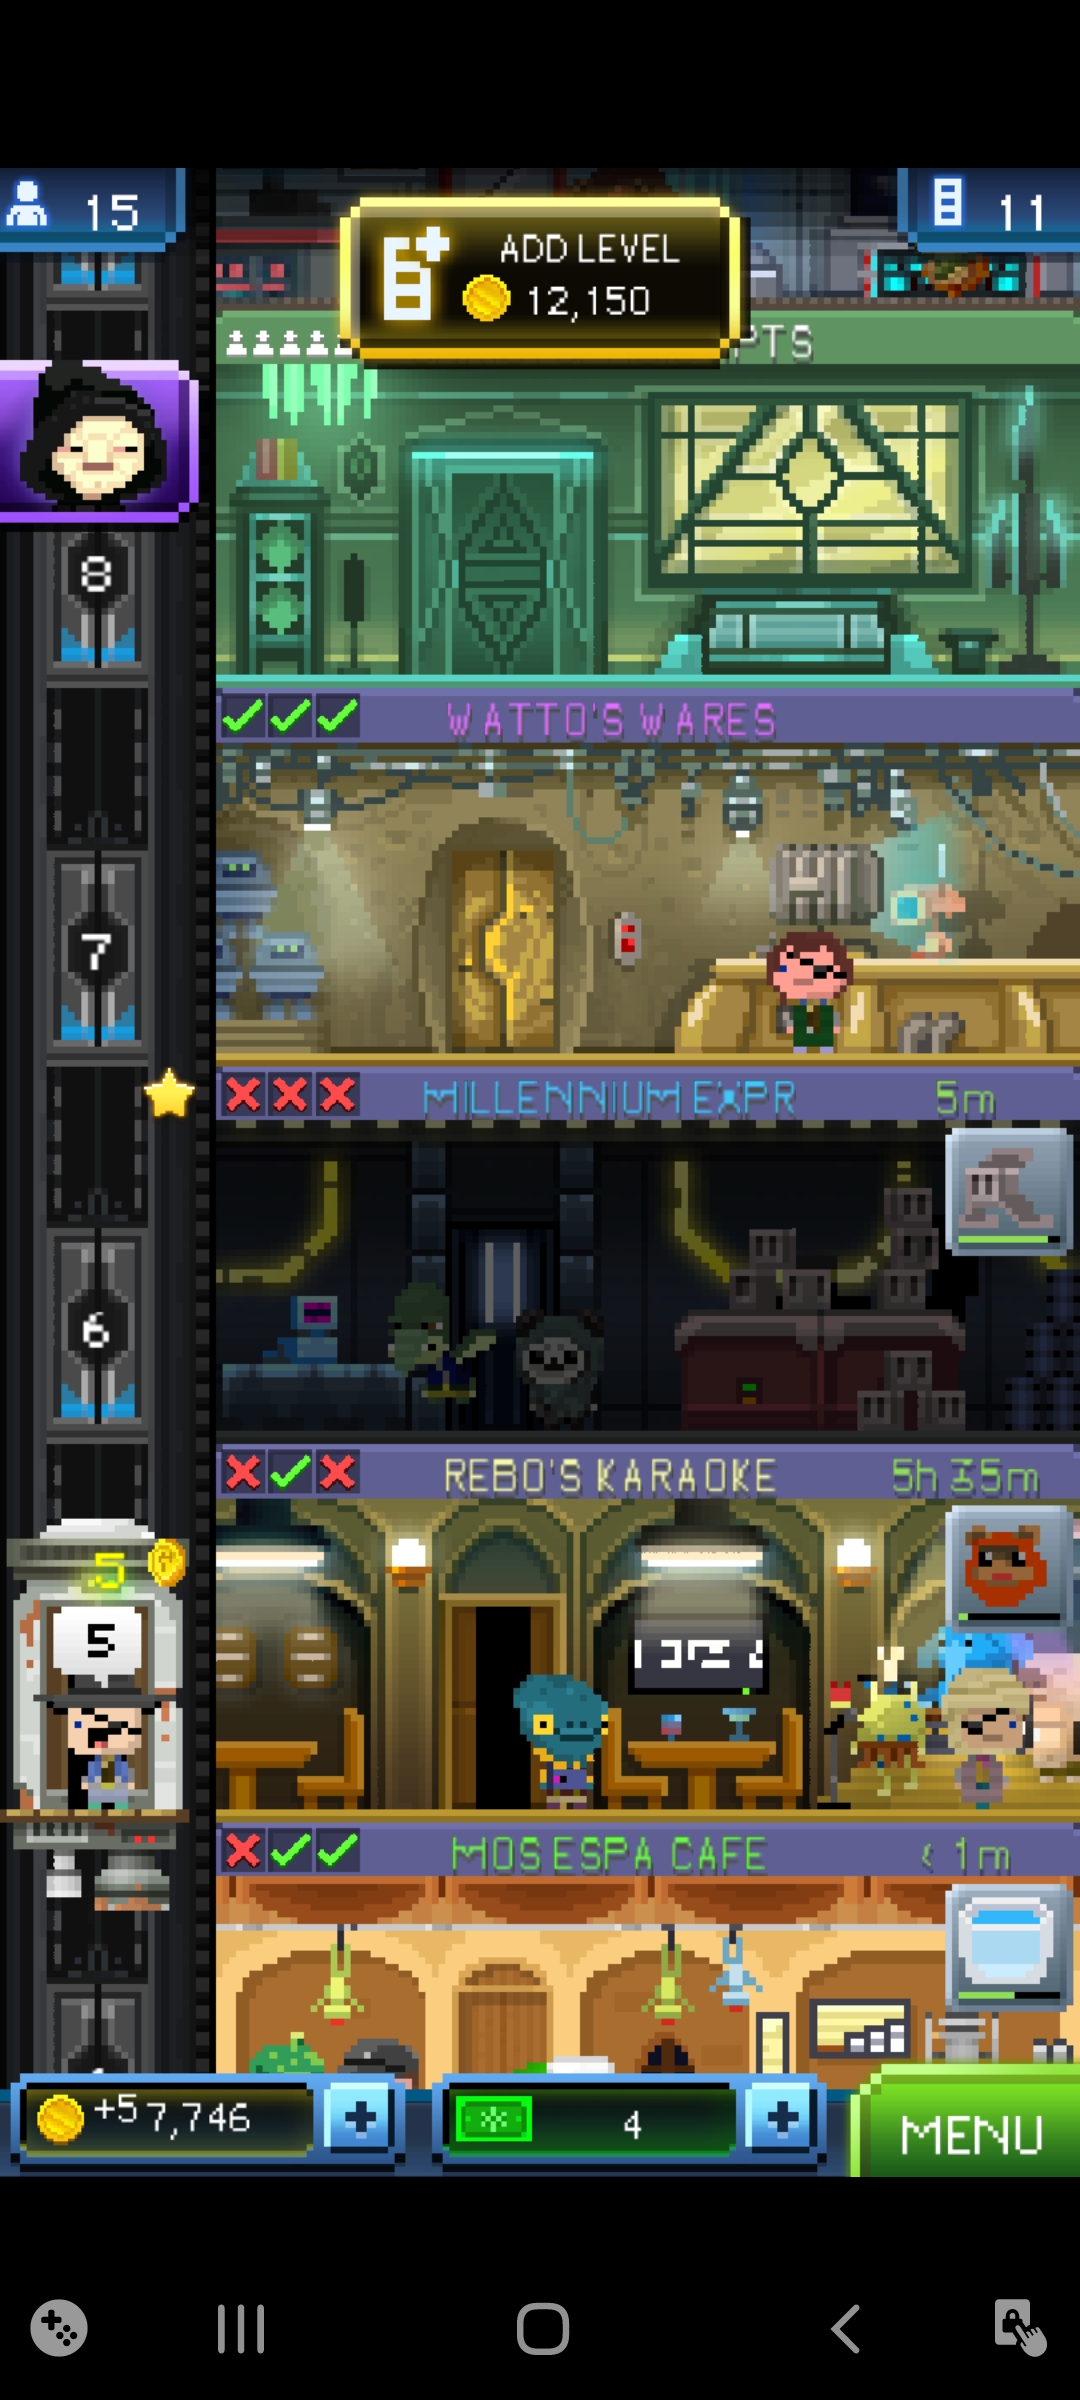 15
11
ADD LEVEL
12,150
PTS
8
WATTO'S WARES
7
MILLENNIUM EXPR
5m
6
REBO'S KARAOKE
5h 35m
5
5
MOS ESPA CAFE
< 1m
+5 7,746
4
MENU